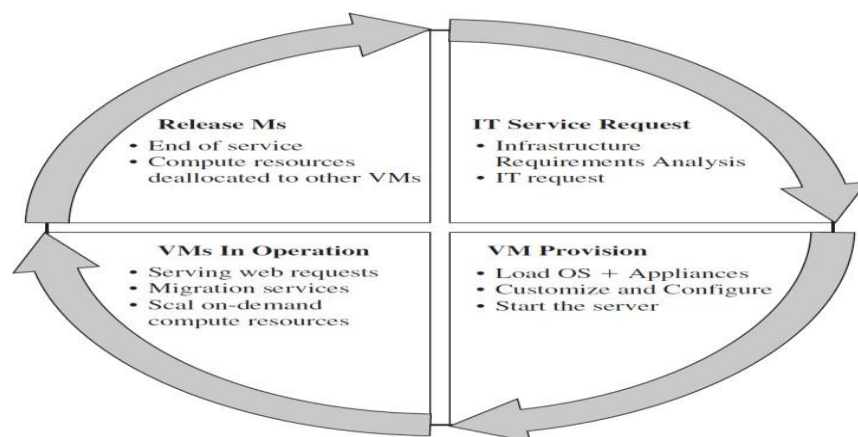 Release Ms
• End of service
• Compute resources
deallocated to other VMs
IT Service Request
• Infrastructure
Requirements Analysis
• IT request
VMs In Operation
• Serving web requests
• Migration services
• Scal on-demand
compute resources
VM Provision
• Load OS + Appliances
• Customize and Configure
• Start the server